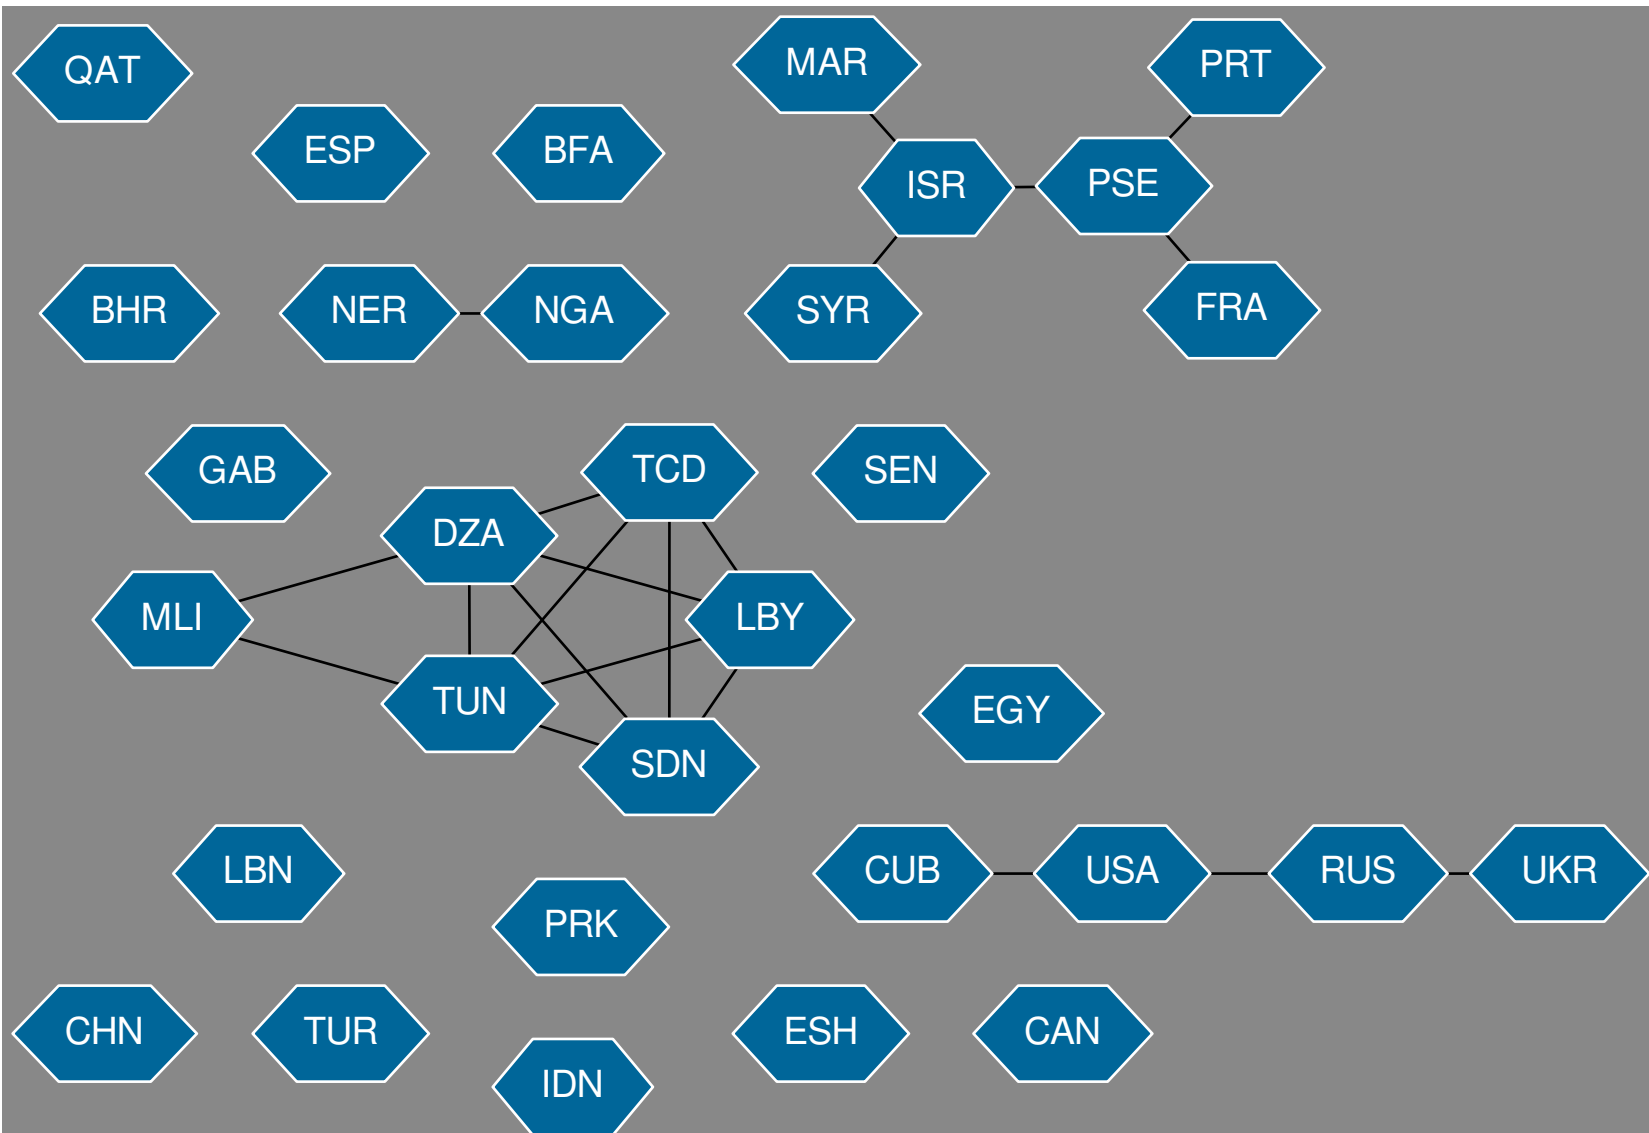 QAT
MAR
PRT
ESP
BFA
ISR
PSE
BHR
NER
NGA
SYR
FRA
GAB
TCD
SEN
DZA
MLI
LBY
TUN
EGY
SDN
LBN
CUB
USA
RUS
UKR
PRK
CHN
TUR
ESH
CAN
IDN